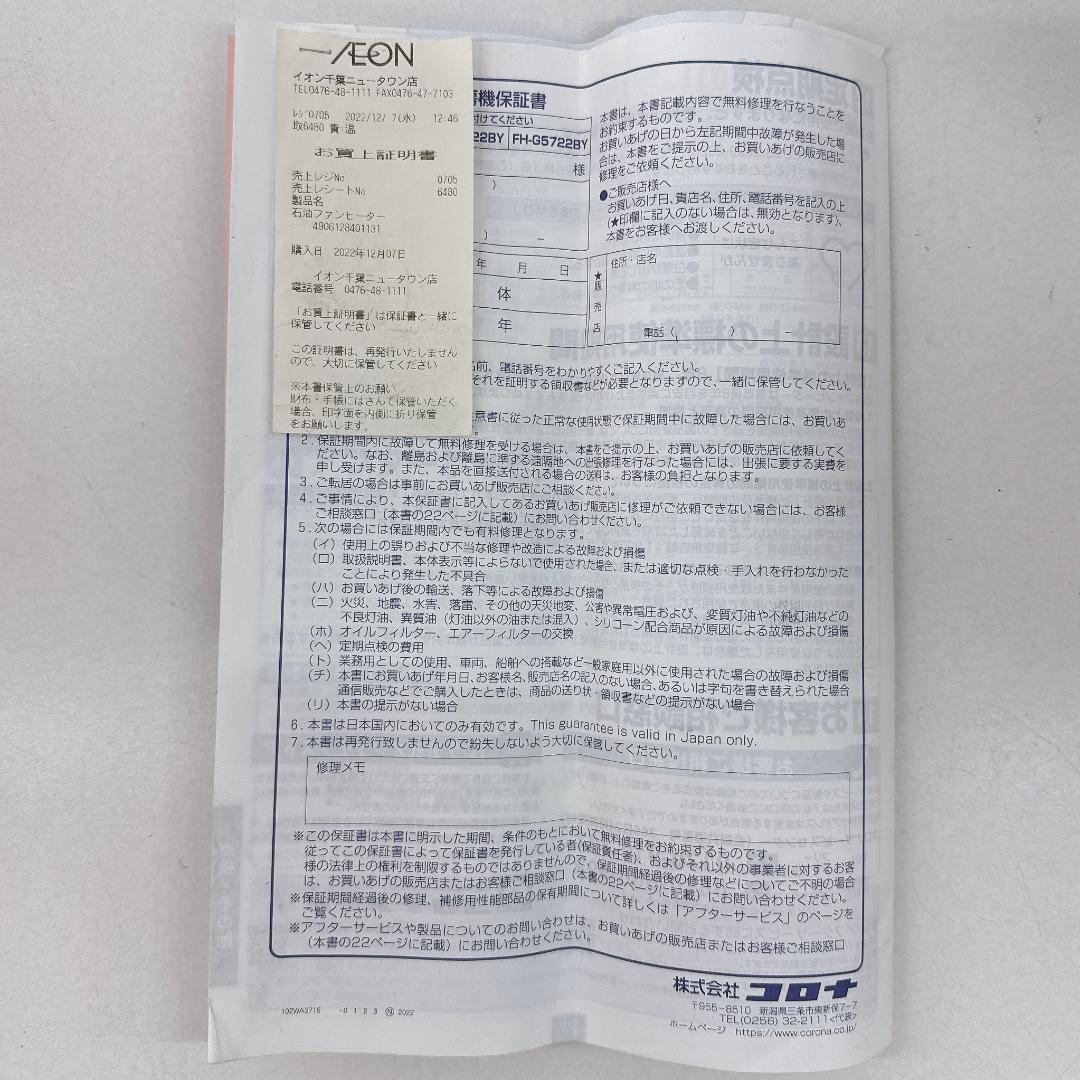 ÆON
イオン千葉ニュータウン店
TEL0476-48-1111 FAX0476-47-7103
ﾚｼﾞ0705 2022/12/ 7(水) 12:46
取6480 責:温
お買上証明書
売上レジNo 0705
売上レシートNo 6480
製品名
石油ファンヒーター
4906128401131
購入日 2022年12月07日
イオン千葉ニュータウン店
電話番号 0476-48-1111
「お買上証明書」は保証書と一緒に
保管してください
この証明書は、再発行いたしません
ので、大切に保管してください
※本書保管上のお願い
財布・手帳にはさんで保管いただく
場合、印字面を内側に折り保管
をお願いします。
機保証書
付けてください
22BY FH-G5722BY
様
)
) －
年 月 日
体
年
本書は、本書記載内容で無料修理を行なうことを
お約束するものです。
お買いあげの日から左記期間中故障が発生した場
合は、本書をご提示の上、お買いあげの販売店に
修理をご依頼ください。
●ご販売店様へ
お買いあげ日、貴店名、住所、電話番号を記入の上
(★印欄に記入のない場合は、無効となります)、
本書をお客様へお渡しください。
★販売店
住所・店名
電話 ( ) －
名前、電話番号をわかりやすくご記入ください。
それを証明する領収書などが必要となりますので、一緒に保管してください。
意書に従った正常な使用状態で保証期間中に故障した場合には、お買いあ
2. 保証期間内に故障して無料修理を受ける場合は、本書をご提示の上、お買いあげの販売店に依頼してく
ださい。なお、離島および離島に準ずる遠隔地への出張修理を行なった場合には、出張に要する実費を
申し受けます。また、本品を直接送付される場合の送料は、お客様の負担となります。
3. ご転居の場合は事前にお買いあげ販売店にご相談ください。
4. ご事情により、本保証書に記入してあるお買いあげ販売店に修理がご依頼できない場合には、お客様
ご相談窓口（本書の22ページに記載）にお問い合わせください。
5. 次の場合には保証期間内でも有料修理となります。
(イ) 使用上の誤りおよび不当な修理や改造による故障および損傷
(ロ) 取扱説明書、本体表示等によらないで使用された場合、または適切な点検・手入れを行わなかった
ことにより発生した不具合
(ハ) お買いあげ後の輸送、落下等による故障および損傷
(ニ) 火災、地震、水害、落雷、その他の天災地変、公害や異常電圧および、変質灯油や不純灯油などの
不良灯油、異質油（灯油以外の油または混入）、シリコーン配合商品が原因による故障および損傷
(ホ) オイルフィルター、エアーフィルターの交換
(ヘ) 定期点検の費用
(ト) 業務用としての使用、車両、船舶への搭載など一般家庭用以外に使用された場合の故障および損傷
(チ) 本書にお買いあげ年月日、お客様名、販売店名の記入のない場合、あるいは字句を書き替えられた場合
通信販売などでご購入したときは、商品の送り状・領収書などの提示がない場合
(リ) 本書の提示がない場合
6. 本書は日本国内においてのみ有効です。This guarantee is valid in Japan only.
7. 本書は再発行致しませんので紛失しないよう大切に保管してください。
修理メモ
※この保証書は本書に明示した期間、条件のもとにおいて無料修理をお約束するものです。
従ってこの保証書によって保証書を発行している者(保証責任者)、およびそれ以外の事業者に対するお客
様の法律上の権利を制限するものではありませんので、保証期間経過後の修理などについてご不明の場合
は、お買いあげの販売店またはお客様ご相談窓口（本書の22ページに記載）にお問い合わせください。
※保証期間経過後の修理、補修用性能部品の保有期間について詳しくは「アフターサービス」のページを
ご覧ください。
※アフターサービスや製品についてのお問い合わせは、お買いあげの販売店またはお客様ご相談窓口
（本書の22ページに記載）にお問い合わせください。
株式会社 コロナ
〒955-8510 新潟県三条市東新保7-7
TEL(0256) 32-2111<代表>
ホームページ https://www.corona.co.jp/
102WA3715 -0 1 2 3 Ⓝ 2022